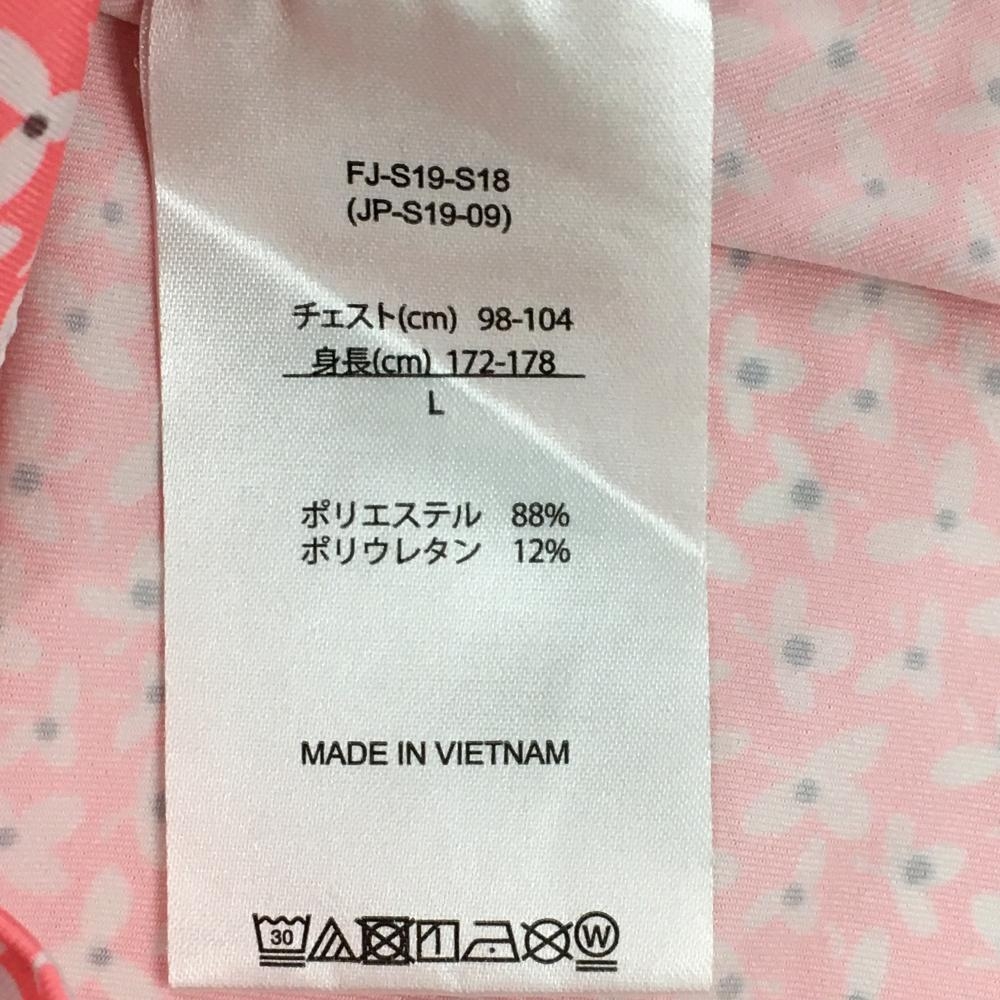 FJ-S19-S18
(JP-S19-09)
チェスト(cm) 98-104
身長(cm) 172-178
L
ポリエステル 88%
ポリウレタン 12%
MADE IN VIETNAM
30 W